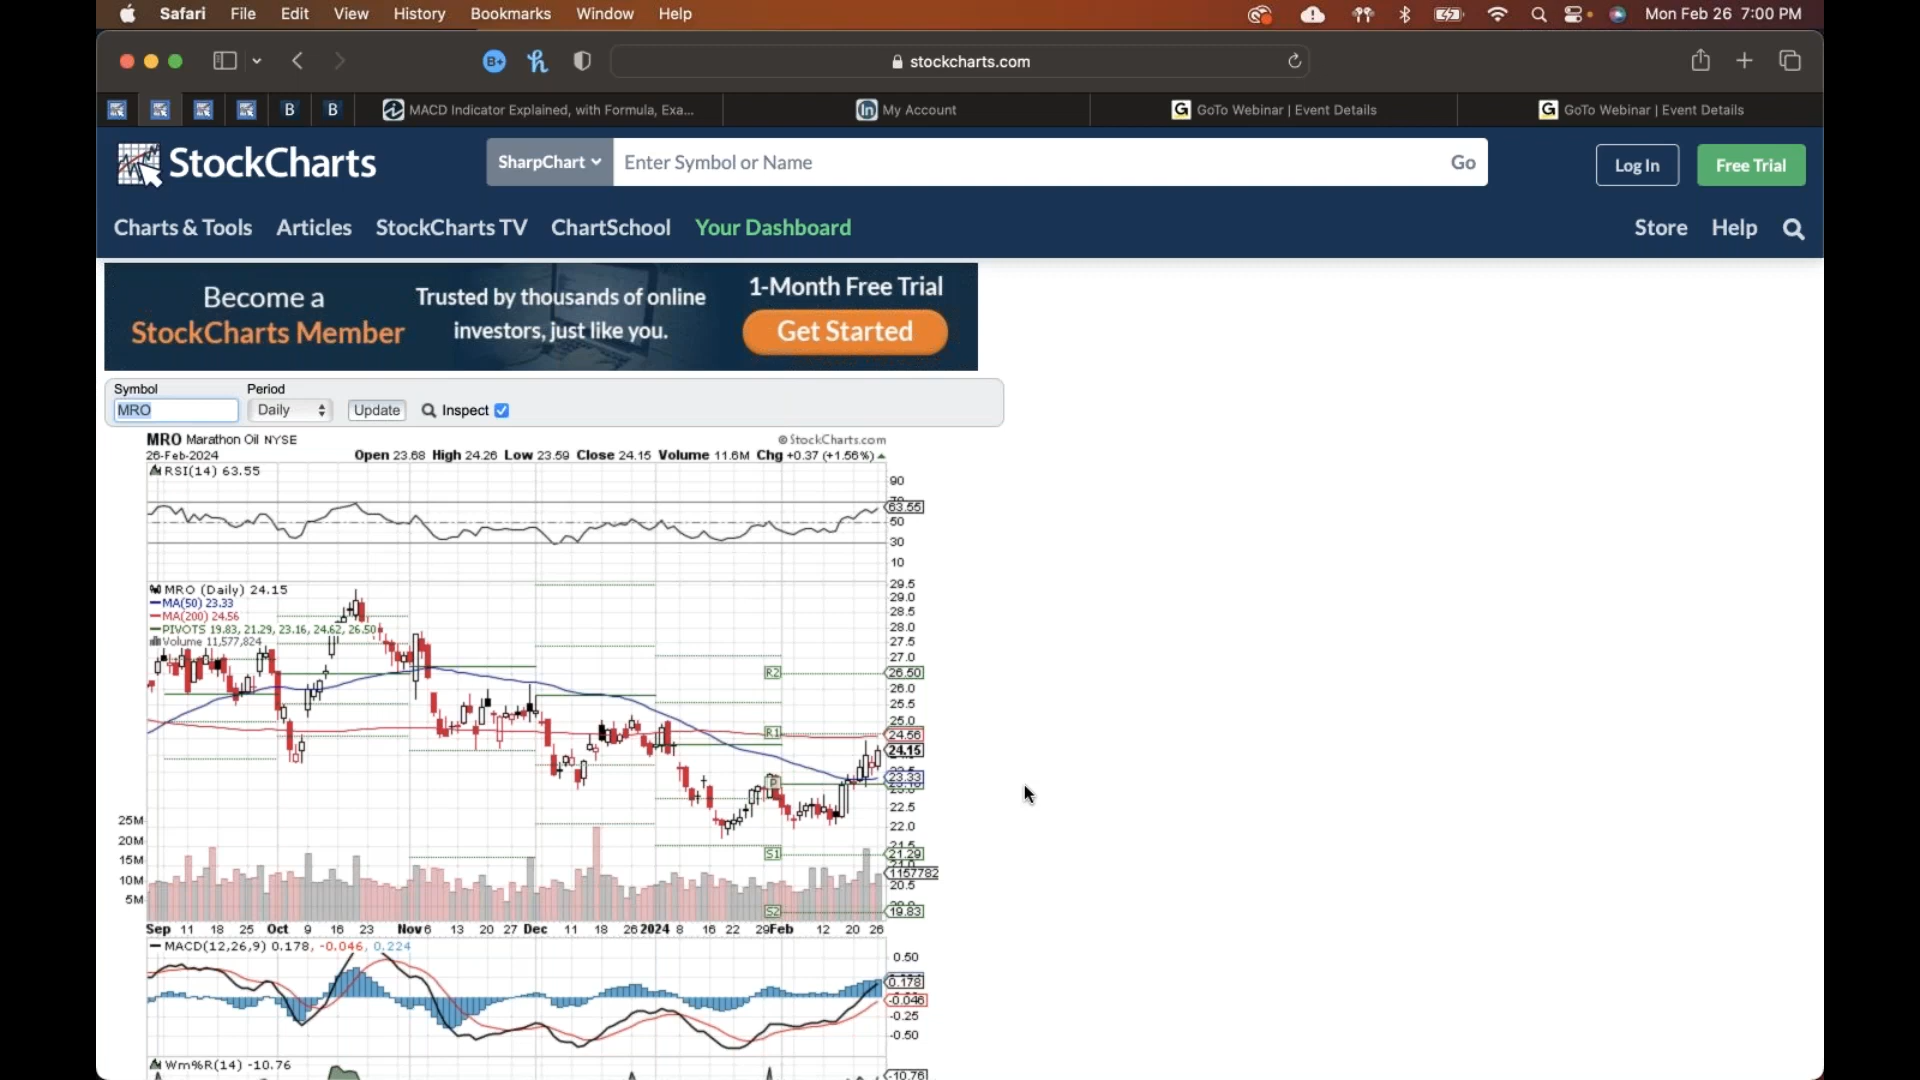 Safari File Edit View History Bookmarks Window Help Mon Feb 26 7:00 PM
B+ stockcharts.com
B B MACD Indicator Explained, with Formula, Exa... in My Account G GoTo Webinar | Event Details G GoTo Webinar | Event Details
StockCharts SharpChart Enter Symbol or Name Go Log In Free Trial
Charts & Tools Articles StockCharts TV ChartSchool Your Dashboard Store Help
Become a
StockCharts Member
Trusted by thousands of online
investors, just like you.
1-Month Free Trial
Get Started
Symbol Period
MRO Daily Update Inspect
MRO Marathon Oil NYSE © StockCharts.com
26-Feb-2024 Open 23.68 High 24.26 Low 23.59 Close 24.15 Volume 11.6M Chg +0.37 (+1.56%)
RSI(14) 63.55
90
70
63.55
50
30
10
MRO (Daily) 24.15
MA(50) 23.33
MA(200) 24.56
PIVOTS 19.83, 21.29, 23.16, 24.62, 26.50
Volume 11,577,824
29.5
29.0
28.5
28.0
27.5
27.0
R2 26.50
26.0
25.5
25.0
R1 24.56
24.15
P 23.33
22.5
22.0
S1 21.29
1157782
20.5
S2 19.83
25M
20M
15M
10M
5M
Sep 11 18 25 Oct 9 16 23 Nov 6 13 20 27 Dec 11 18 26 2024 8 16 22 29 Feb 12 20 26
MACD(12,26,9) 0.178, -0.046, 0.224
0.50
0.178
-0.046
-0.25
-0.50
Wm%R(14) -10.76
-10.76